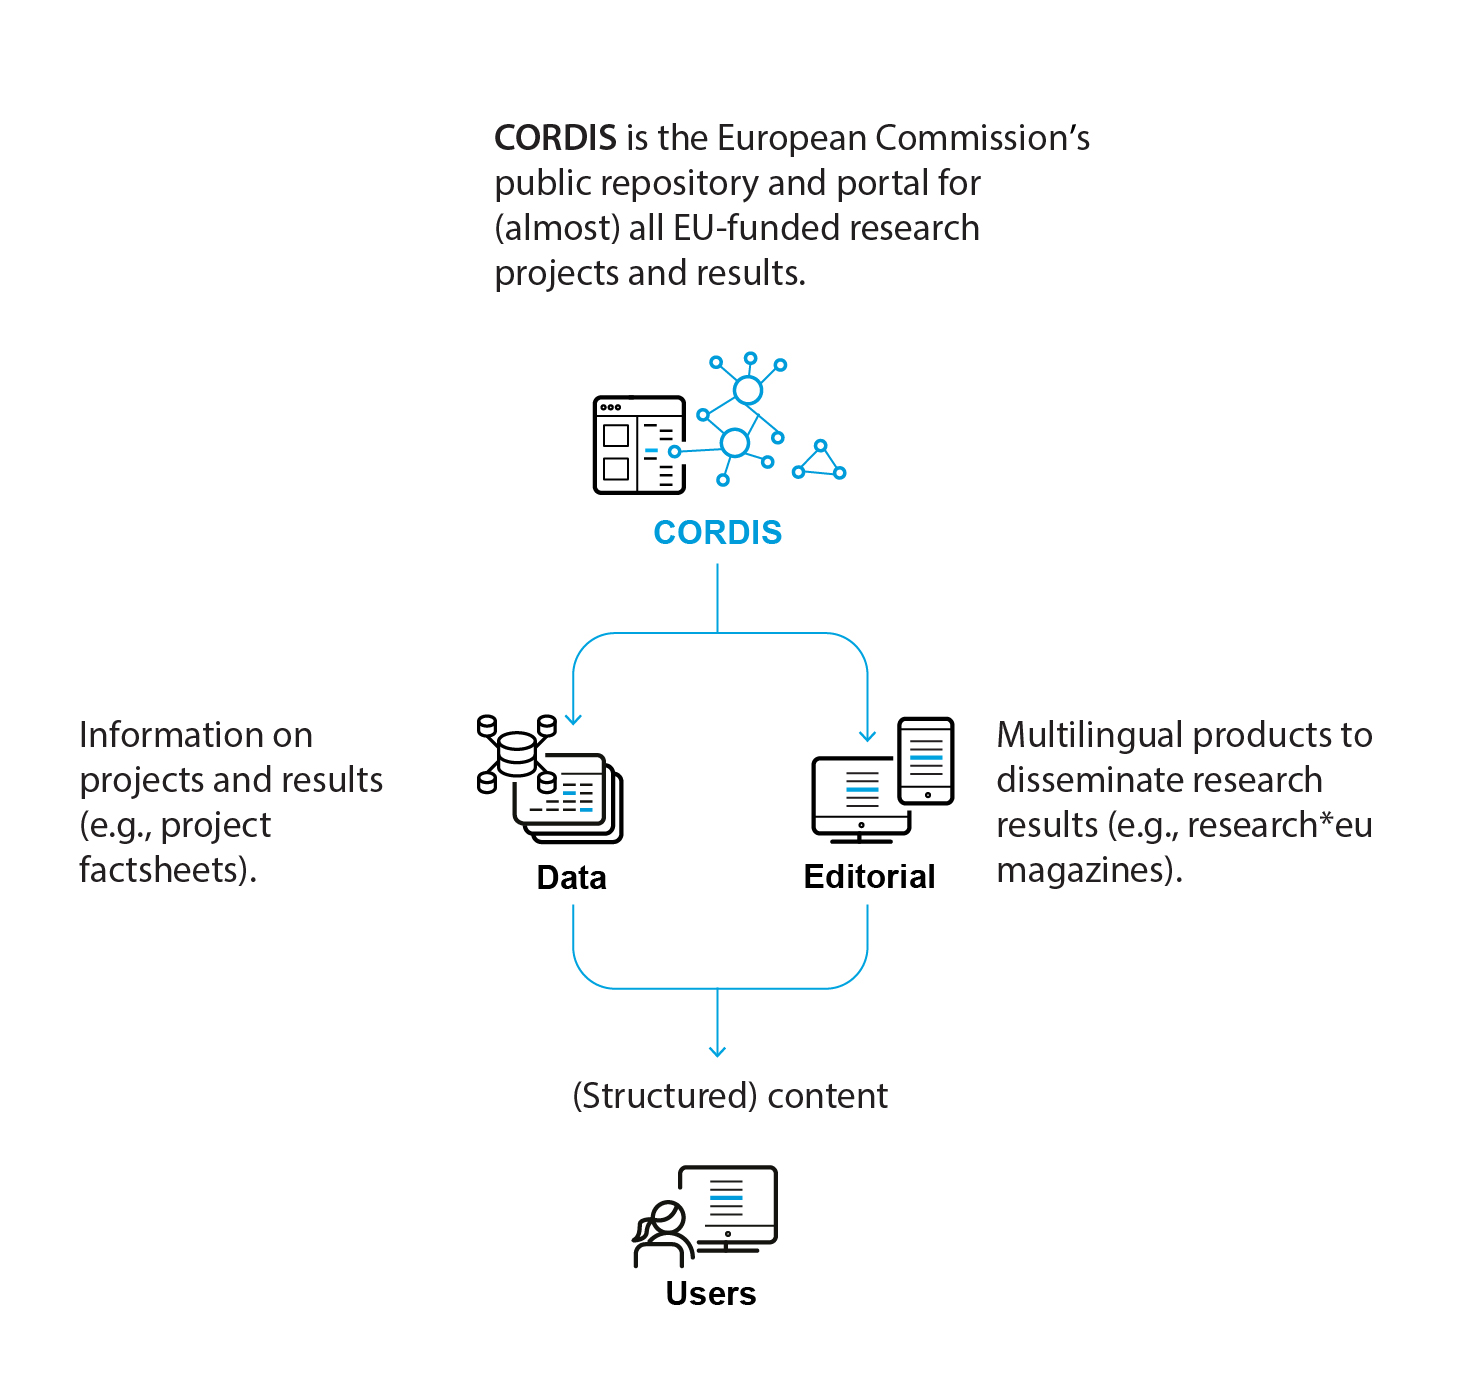 CORDIS is the European Commission’s
public repository and portal for
(almost) all EU-funded research
projects and results.
CORDIS
Information on
projects and results
(e.g., project
factsheets).
Data
Editorial
Multilingual products to
disseminate research
results (e.g., research*eu
magazines).
(Structured) content
Users